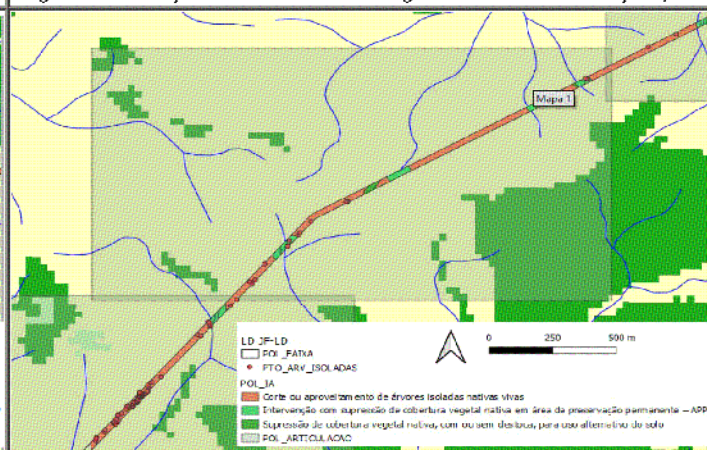 Mapa 1
0 250 500 m
LD_JF-LD
POL_FAIXA
PTO_ARV_ISOLADAS
POL_IA
Corte ou aproveitamento de árvores isoladas nativas vivas
Intervenção com supressão de cobertura vegetal nativa em área de preservação permanente – APP
Supressão de cobertura vegetal nativa, com ou sem destoca, para uso alternativo do solo
POL_ARTICULACAO